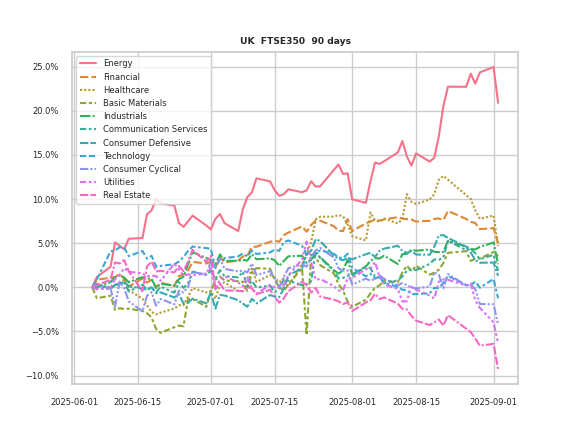 UK FTSE350 90 days
Energy
Financial
Healthcare
Basic Materials
Industrials
Communication Services
Consumer Defensive
Technology
Consumer Cyclical
Utilities
Real Estate
25.0%
20.0%
15.0%
10.0%
5.0%
0.0%
−5.0%
−10.0%
2025-06-01 2025-06-15 2025-07-01 2025-07-15 2025-08-01 2025-08-15 2025-09-01